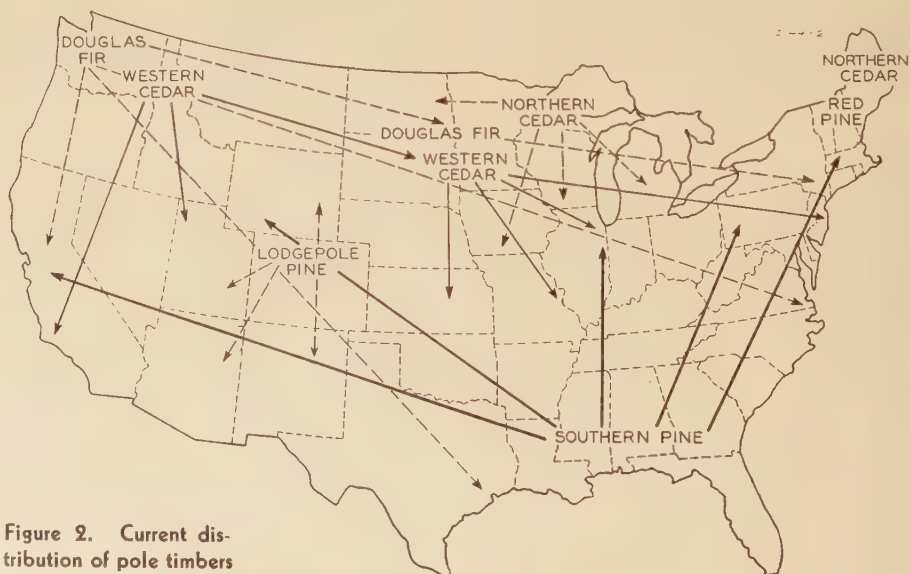 DOUGLAS
FIR
WESTERN
CEDAR
NORTHERN
CEDAR
DOUGLAS FIR
WESTERN
CEDAR
NORTHERN
CEDAR
RED
PINE
LODGEPOLE
PINE
SOUTHERN PINE
Figure 2. Current dis-
tribution of pole timbers